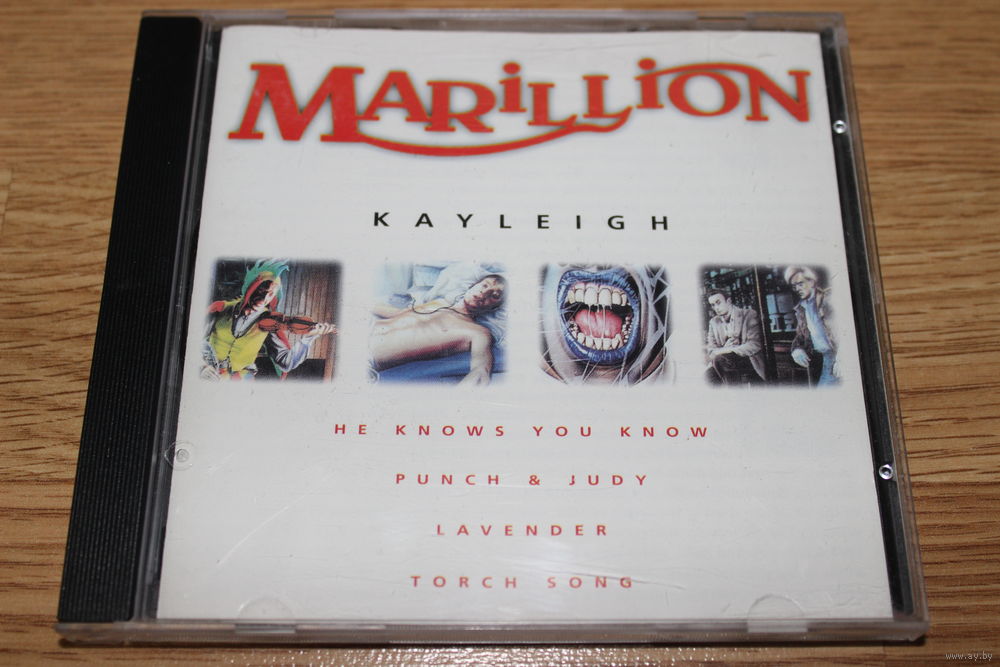 MARiLLiON
KAYLEIGH
HE KNOWS YOU KNOW
PUNCH & JUDY
LAVENDER
TORCH SONG
www.ay.by